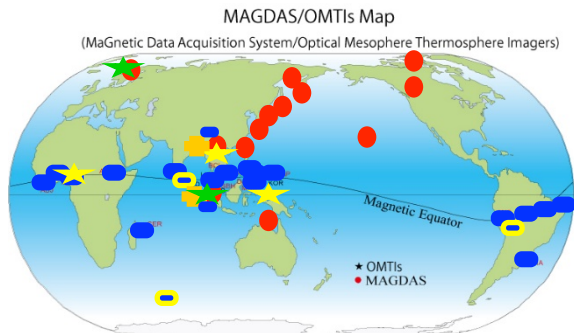 MAGDAS/OMTIs Map
(MaGnetic Data Acquisition System/Optical Mesophere Thermosphere Imagers)
Magnetic Equator
OMTIs
MAGDAS